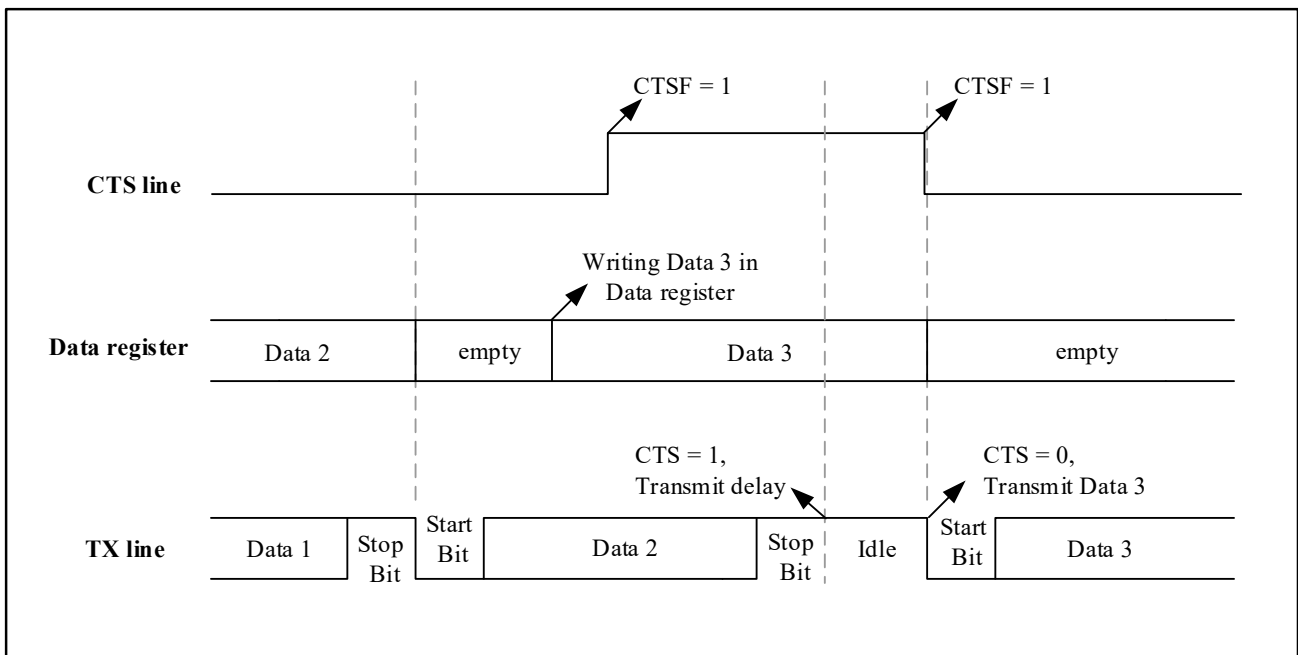 CTSF = 1
CTSF = 1
CTS line
Writing Data 3 in
Data register
Data register
Data 2
empty
Data 3
empty
CTS = 1,
Transmit delay
CTS = 0,
Transmit Data 3
TX line
Data 1
Stop
Bit
Start
Bit
Data 2
Stop
Bit
Idle
Start
Bit
Data 3